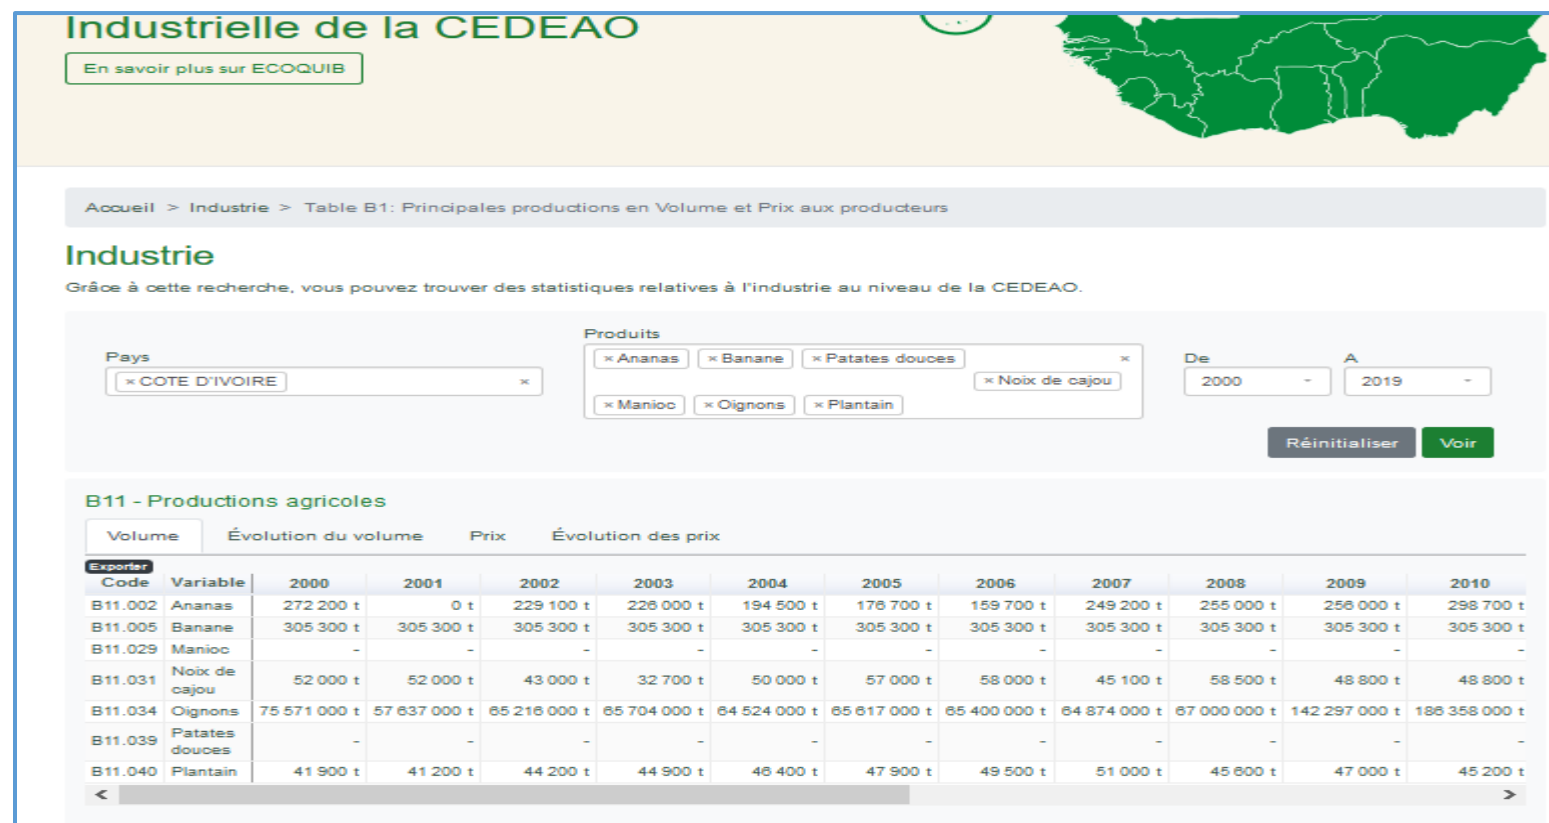 Industrielle de la CEDEAO
En savoir plus sur ECOQUIB
Accueil > Industrie > Table B1: Principales productions en Volume et Prix aux producteurs
Industrie
Grâce à cette recherche, vous pouvez trouver des statistiques relatives à l'industrie au niveau de la CEDEAO.
Pays
× COTE D'IVOIRE ×
Produits
× Ananas × Banane × Patates douces ×
× Noix de cajou
× Manioc × Oignons × Plantain
De A
2000 2019
Réinitialiser Voir
B11 - Productions agricoles
Volume Évolution du volume Prix Évolution des prix
Exporter
Code Variable 2000 2001 2002 2003 2004 2005 2006 2007 2008 2009 2010
B11.002 Ananas 272 200 t 0 t 229 100 t 226 000 t 194 500 t 176 700 t 159 700 t 249 200 t 255 000 t 256 000 t 298 700 t
B11.005 Banane 305 300 t 305 300 t 305 300 t 305 300 t 305 300 t 305 300 t 305 300 t 305 300 t 305 300 t 305 300 t 305 300 t
B11.029 Manioc - - - - - - - - - - -
B11.031 Noix de cajou 52 000 t 52 000 t 43 000 t 32 700 t 50 000 t 57 000 t 58 000 t 45 100 t 58 500 t 48 800 t 48 800 t
B11.034 Oignons 75 571 000 t 57 637 000 t 65 216 000 t 65 704 000 t 64 524 000 t 65 617 000 t 65 400 000 t 64 874 000 t 67 000 000 t 142 297 000 t 186 358 000 t
B11.039 Patates douces - - - - - - - - - - -
B11.040 Plantain 41 900 t 41 200 t 44 200 t 44 900 t 46 400 t 47 900 t 49 500 t 51 000 t 45 600 t 47 000 t 45 200 t